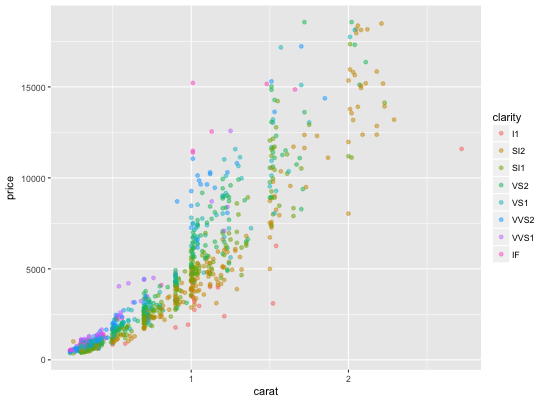 price
15000
10000
5000
0
1
2
carat
clarity
I1
SI2
SI1
VS2
VS1
VVS2
VVS1
IF